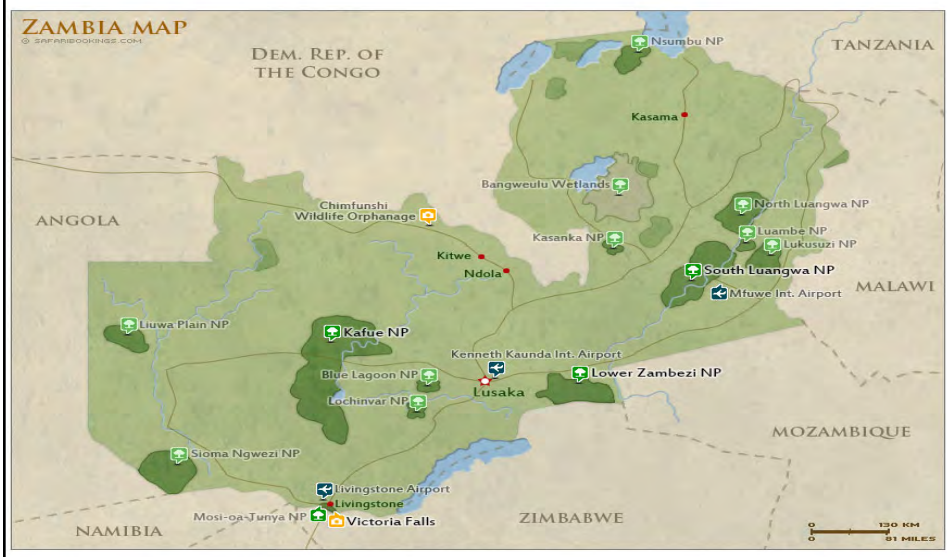 ZAMBIA MAP
© SAFARIBOOKINGS.COM
DEM. REP. OF
THE CONGO
TANZANIA
Nsumbu NP
Kasama
Bangweulu Wetlands
ANGOLA
Chimfunshi
Wildlife Orphanage
North Luangwa NP
Kasanka NP
Luambe NP
Lukusuzi NP
Kitwe
Ndola
South Luangwa NP
Mfuwe Int. Airport
MALAWI
Liuwa Plain NP
Kafue NP
Kenneth Kaunda Int. Airport
Blue Lagoon NP
Lower Zambezi NP
Lusaka
Lochinvar NP
MOZAMBIQUE
Sioma Ngwezi NP
Livingstone Airport
Livingstone
Mosi-oa-Tunya NP
Victoria Falls
NAMIBIA
ZIMBABWE
0 130 KM
0 81 MILES